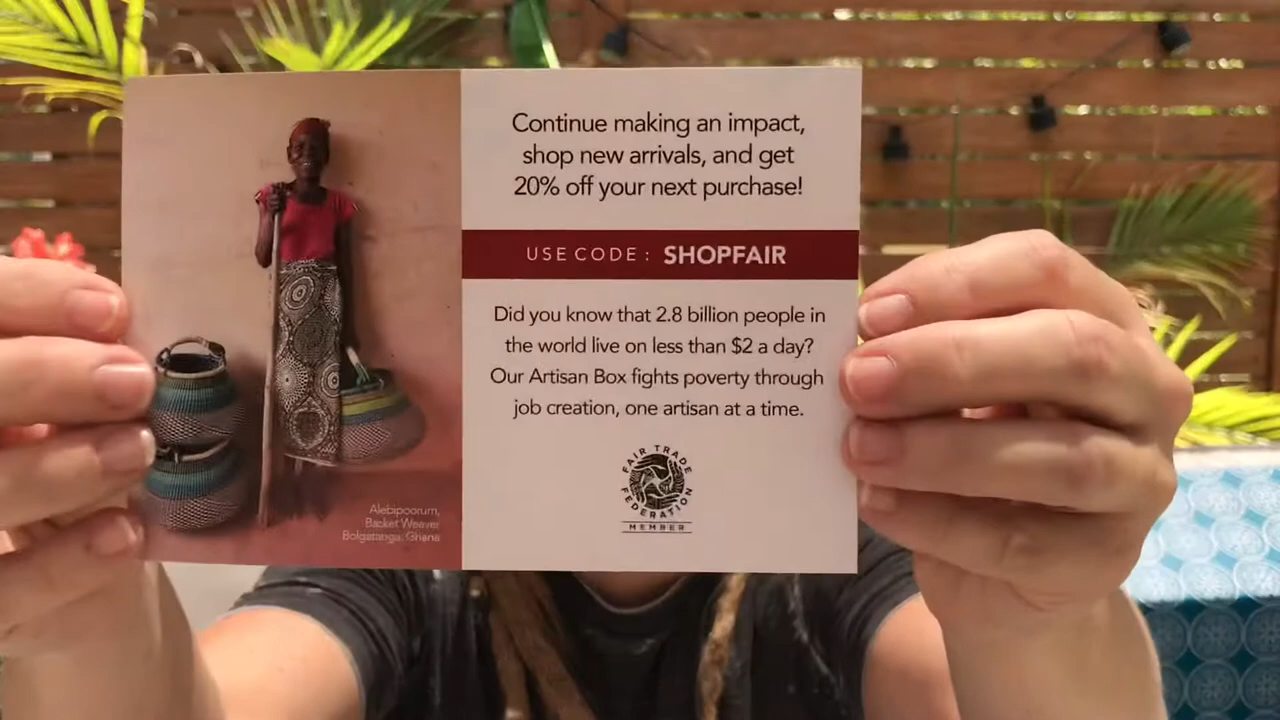 Continue making an impact,
shop new arrivals, and get
20% off your next purchase!
USE CODE: SHOPFAIR
Did you know that 2.8 billion people in
the world live on less than $2 a day?
Our Artisan Box fights poverty through
job creation, one artisan at a time.
FAIR TRADE
FEDERATION
MEMBER
Alebipoorum,
Basket Weaver
Bolgatanga, Ghana